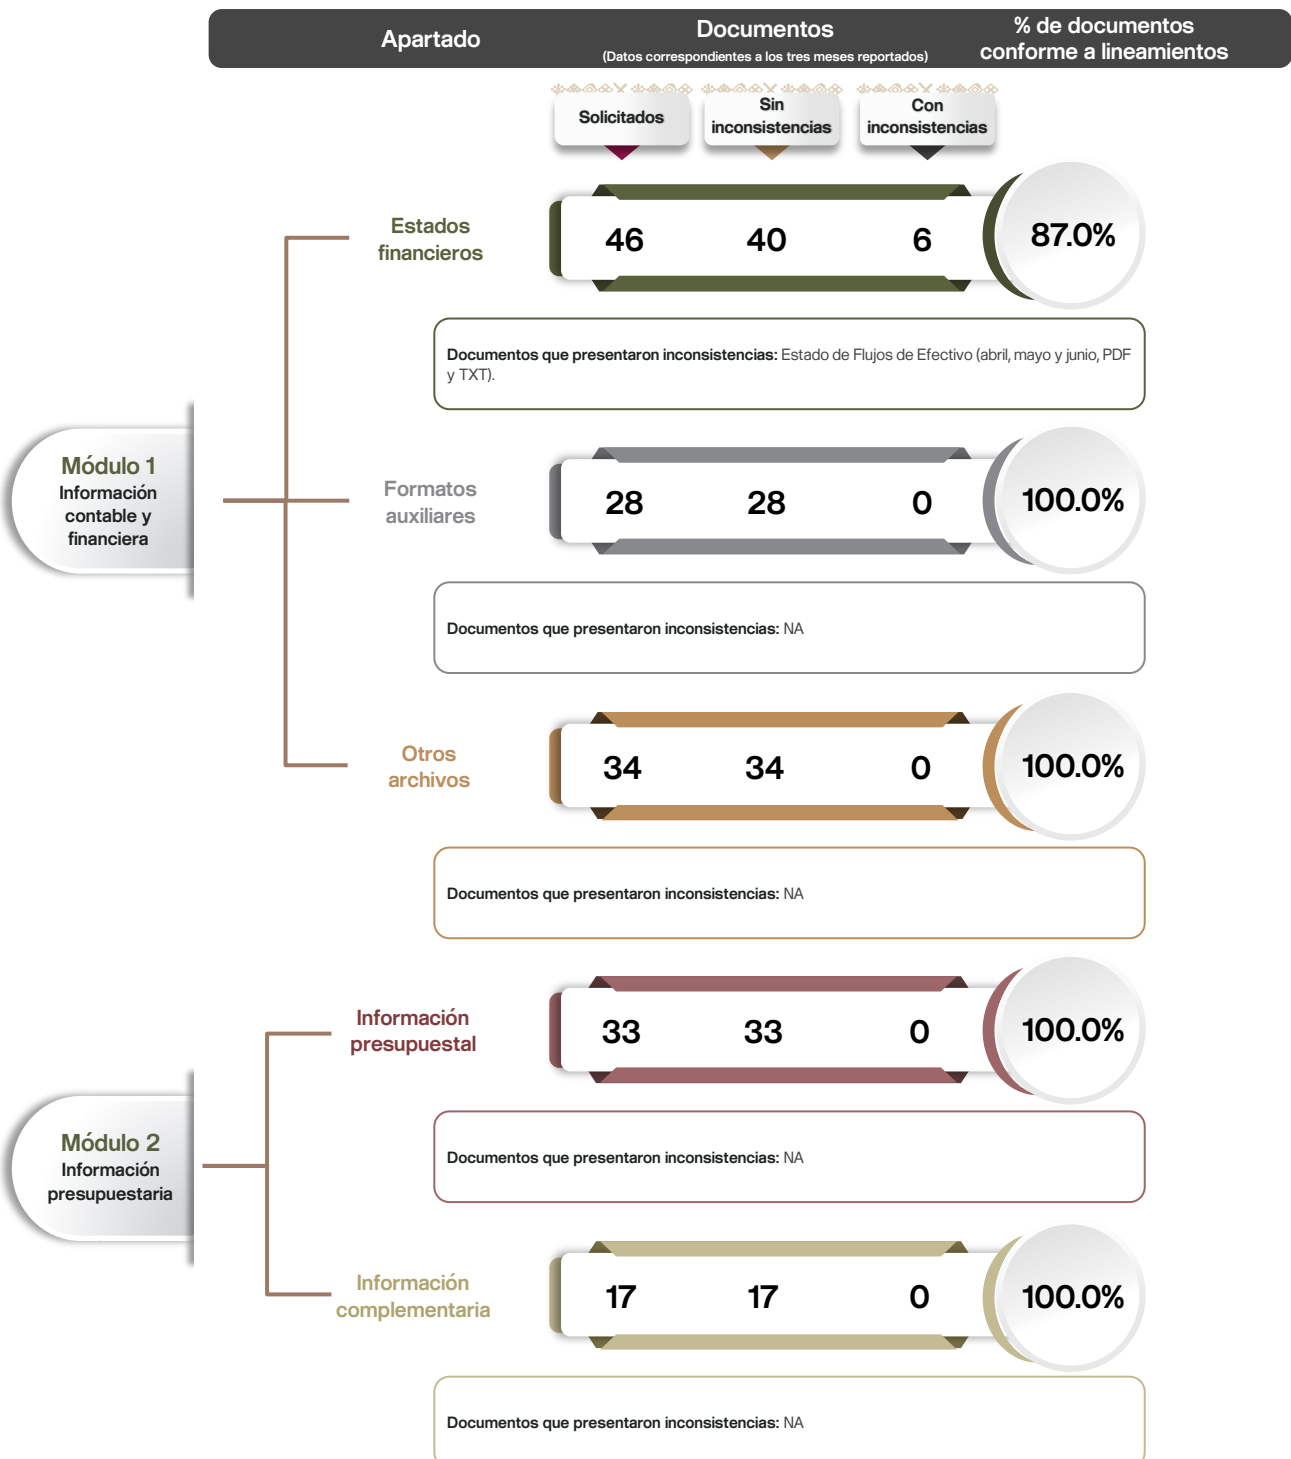 Apartado
Documentos
(Datos correspondientes a los tres meses reportados)
% de documentos
conforme a lineamientos
Solicitados
Sin
inconsistencias
Con
inconsistencias
Módulo 1
Información
contable y
financiera
Estados
financieros
46 40 6 87.0%
Documentos que presentaron inconsistencias: Estado de Flujos de Efectivo (abril, mayo y junio, PDF
y TXT).
Formatos
auxiliares
28 28 0 100.0%
Documentos que presentaron inconsistencias: NA
Otros
archivos
34 34 0 100.0%
Documentos que presentaron inconsistencias: NA
Módulo 2
Información
presupuestaria
Información
presupuestal
33 33 0 100.0%
Documentos que presentaron inconsistencias: NA
Información
complementaria
17 17 0 100.0%
Documentos que presentaron inconsistencias: NA